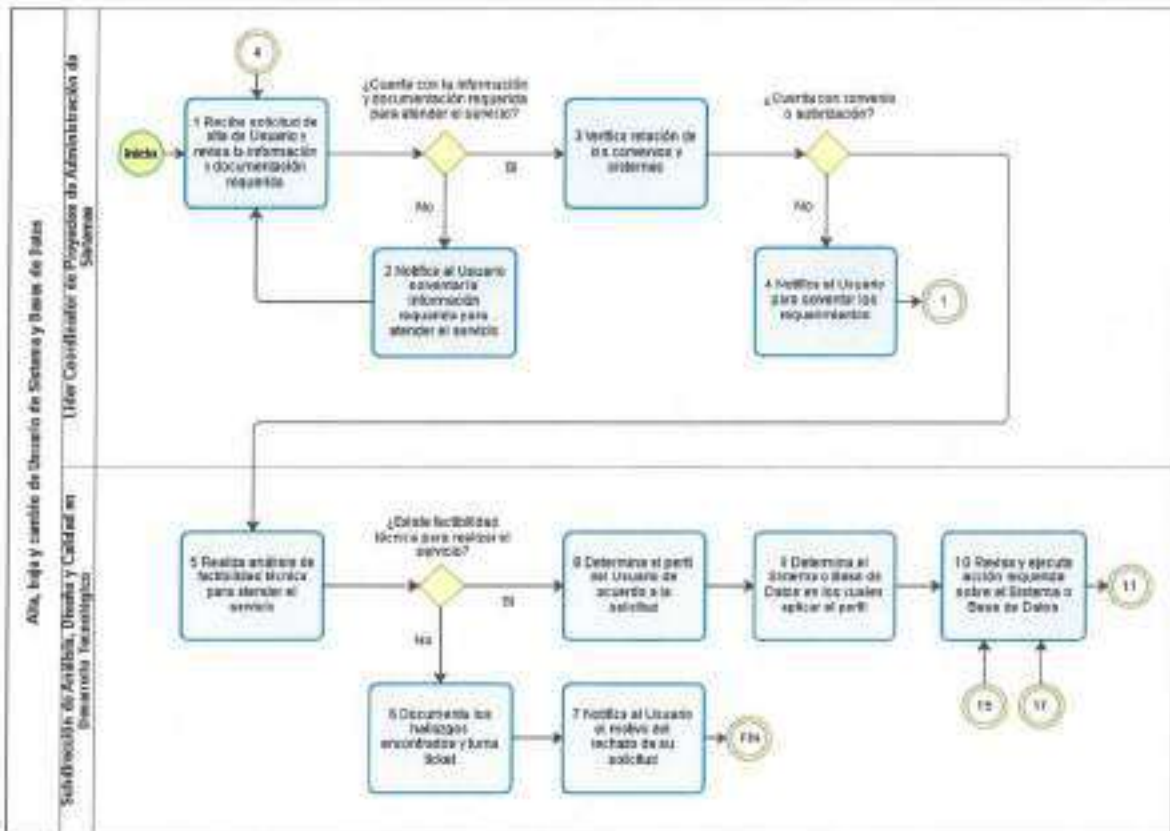 Alta, baja y cambio de Usuario de Sistema y Bases de Datos
Líder Coordinador de Proyectos de Administración de
Sistemas
4
Inicio
1 Recibe solicitud de
alta de Usuario y
revisa la información
y documentación
requerida
¿Cuenta con la información
y documentación requerida
para atender el servicio?
Si
No
2 Notifica al Usuario
solventar la
información
requerida para
atender el servicio
3 Verifica relación de
los convenios y
sistemas
¿Cuenta con convenio
o autorización?
No
4 Notifica al Usuario
para solventar los
requerimientos
1
Subdirección de Análisis, Diseño y Calidad en
Desarrollo Tecnológico
5 Realiza análisis de
factibilidad técnica
para atender el
servicio
¿Existe factibilidad
técnica para realizar el
servicio?
Si
No
6 Documenta los
hallazgos
encontrados y turna
ticket
7 Notifica al Usuario
el motivo del
rechazo de su
solicitud
FIN
8 Determina el perfil
del Usuario de
acuerdo a la
solicitud
9 Determina el
Sistema o Base de
Datos en los cuales
aplicar el perfil
10 Revisa y ejecuta
acción requerida
sobre el Sistema o
Base de Datos
11
15
17